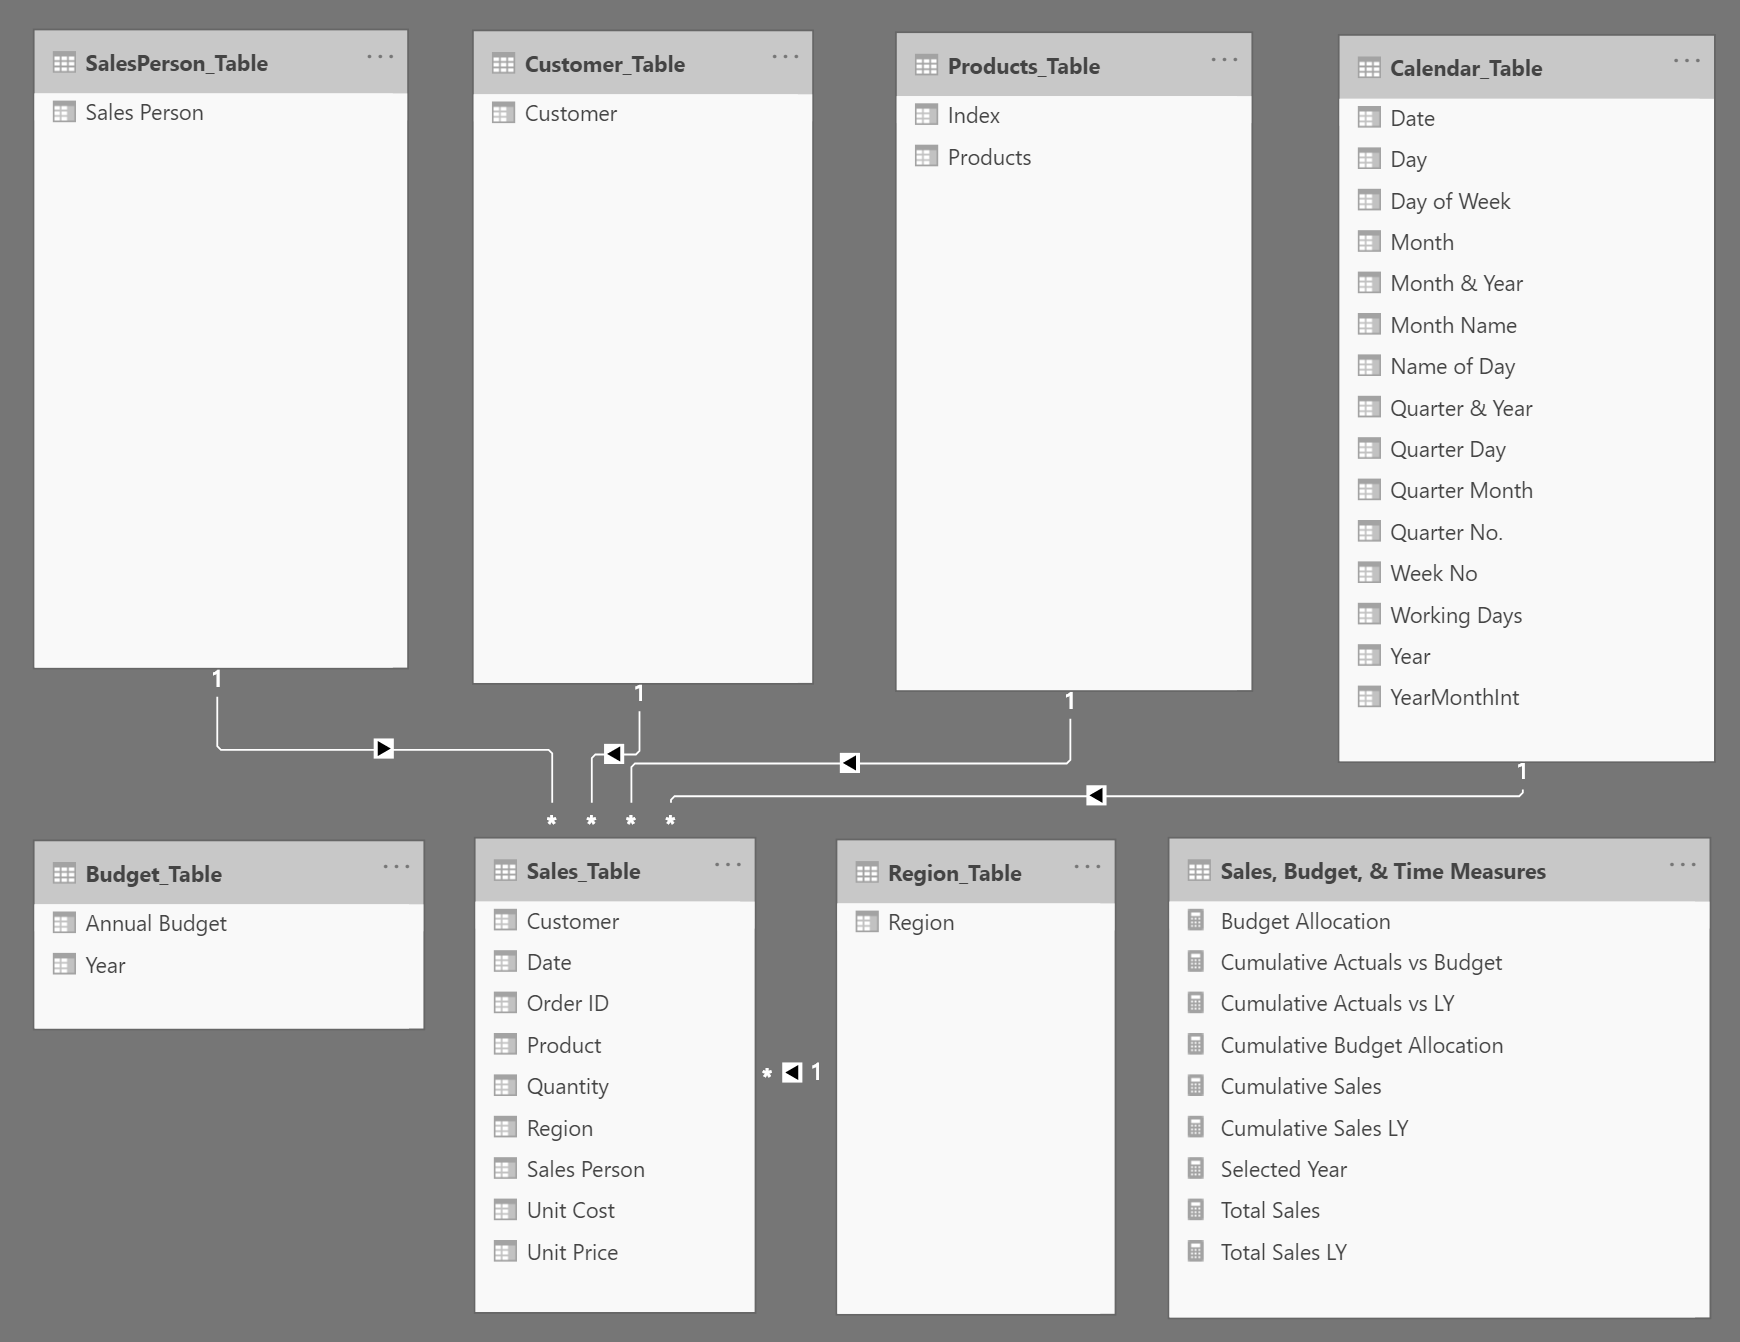 SalesPerson_Table ...
Sales Person
Customer_Table ...
Customer
Products_Table ...
Index
Products
Calendar_Table ...
Date
Day
Day of Week
Month
Month & Year
Month Name
Name of Day
Quarter & Year
Quarter Day
Quarter Month
Quarter No.
Week No
Working Days
Year
YearMonthInt
1
1
1
1
* * * *
Budget_Table ...
Annual Budget
Year
Sales_Table ...
Customer
Date
Order ID
Product
Quantity
Region
Sales Person
Unit Cost
Unit Price
* 1
Region_Table ...
Region
Sales, Budget, & Time Measures ...
Budget Allocation
Cumulative Actuals vs Budget
Cumulative Actuals vs LY
Cumulative Budget Allocation
Cumulative Sales
Cumulative Sales LY
Selected Year
Total Sales
Total Sales LY